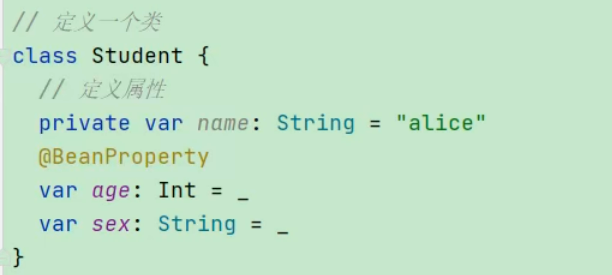 // 定义一个类
class Student {
// 定义属性
private var name: String = "alice"
@BeanProperty
var age: Int = _
var sex: String = _
}